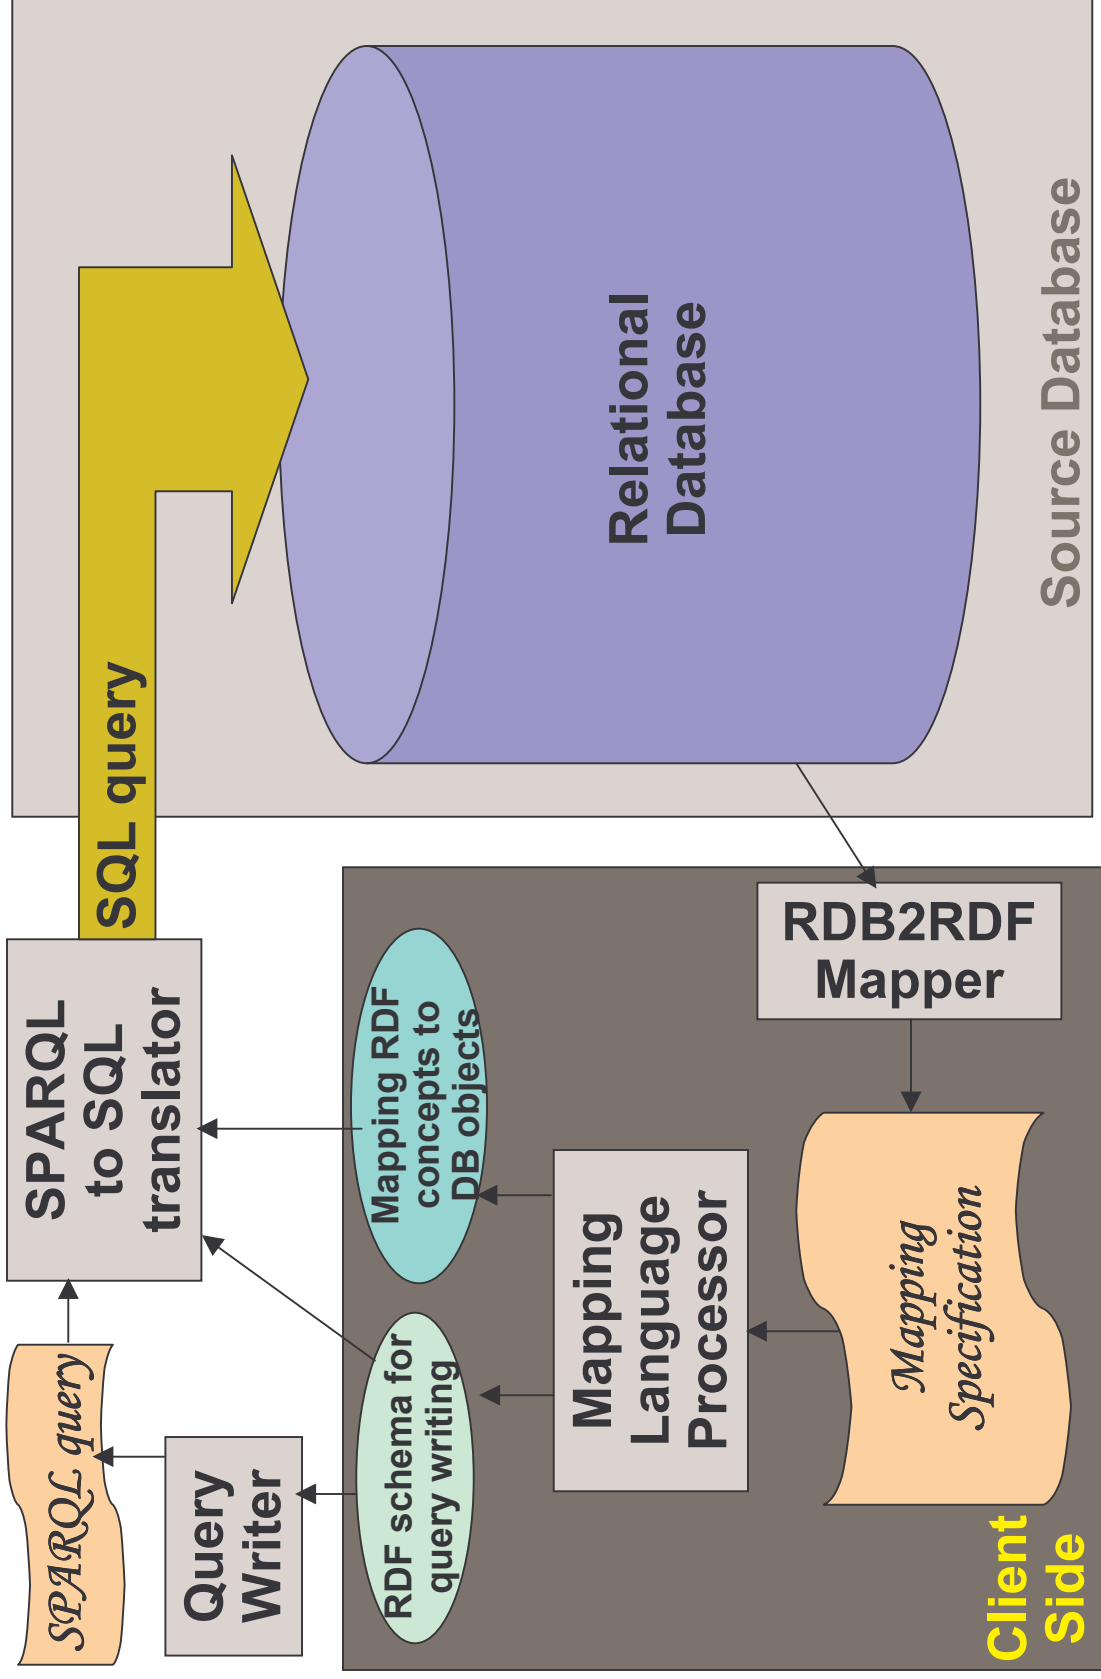 SPARQL query
Query
Writer
SPARQL
to SQL
translator
SQL query
RDF schema for
query writing
Mapping RDF
concepts to
DB objects
Mapping
Language
Processor
Mapping
Specification
RDB2RDF
Mapper
Client
Side
Relational
Database
Source Database